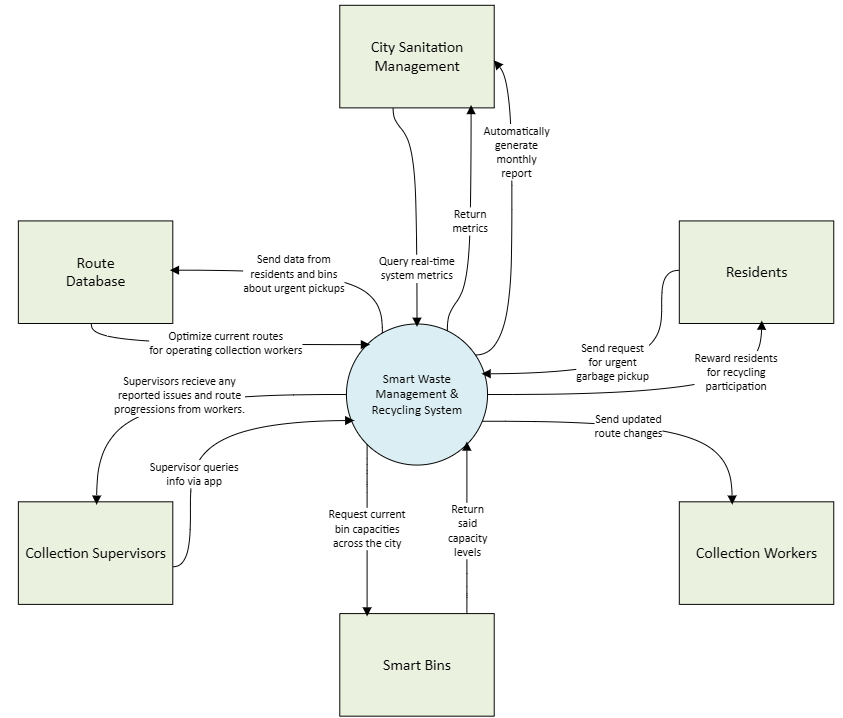 City Sanitation
Management
Automatically
generate
monthly
report
Return
metrics
Query real-time
system metrics
Route
Database
Send data from
residents and bins
about urgent pickups
Optimize current routes
for operating collection workers
Residents
Send request
for urgent
garbage pickup
Reward residents
for recycling
participation
Smart Waste
Management &
Recycling System
Supervisors recieve any
reported issues and route
progressions from workers.
Supervisor queries
info via app
Send updated
route changes
Collection Supervisors
Request current
bin capacities
across the city
Return
said
capacity
levels
Collection Workers
Smart Bins